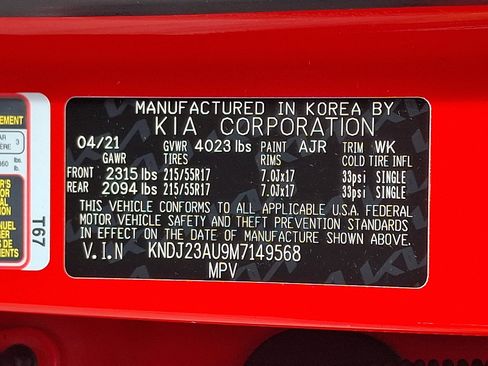 MANUFACTURED IN KOREA BY
KIA CORPORATION
04/21 GVWR 4023 lbs PAINT AJR TRIM WK
GAWR TIRES RIMS COLD TIRE INFL
FRONT 2315 lbs 215/55R17 7.0Jx17 33psi SINGLE
REAR 2094 lbs 215/55R17 7.0Jx17 33psi SINGLE
THIS VEHICLE CONFORMS TO ALL APPLICABLE U.S.A. FEDERAL
MOTOR VEHICLE SAFETY AND THEFT PREVENTION STANDARDS
IN EFFECT ON THE DATE OF MANUFACTURE SHOWN ABOVE.
V.I.N KNDJ23AU9M7149568
MPV
T67